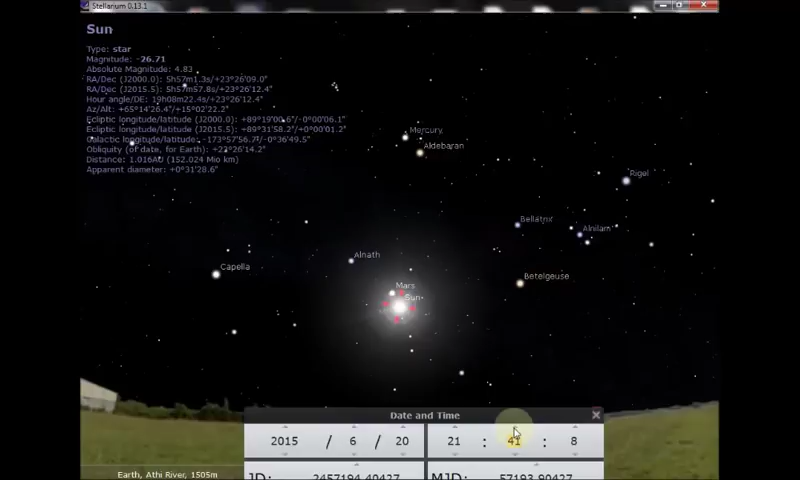 Stellarium 0.13.1
Sun
Type: star
Magnitude: -26.71
Absolute Magnitude: 4.83
RA/Dec (J2000.0): 5h57m1.3s/+23°26'09.0"
RA/Dec (J2015.5): 5h57m57.8s/+23°26'12.4"
Hour angle/DE: 19h08m22.4s/+23°26'12.4"
Az/Alt: +65°14'26.4"/+15°02'22.2"
Ecliptic longitude/latitude (J2000.0): +89°19'00.6"/-0°00'06.1"
Ecliptic longitude/latitude (J2015.5): +89°31'58.2"/+0°00'01.2"
Galactic longitude/latitude: -173°57'56.7"/-0°36'49.5"
Obliquity (of date, for Earth): +23°26'14.2"
Distance: 1.016AU (152.024 Mio km)
Apparent diameter: +0°31'28.6"
Mercury
Aldebaran
Rigel
Bellatrix
Alnilam
Alnath
Capella
Betelgeuse
Mars
Sun
Date and Time
2015 / 6 / 20 21 : 41 : 8
JD: 2457194.40427 MJD: 57193.90427
Earth, Athi River, 1505m